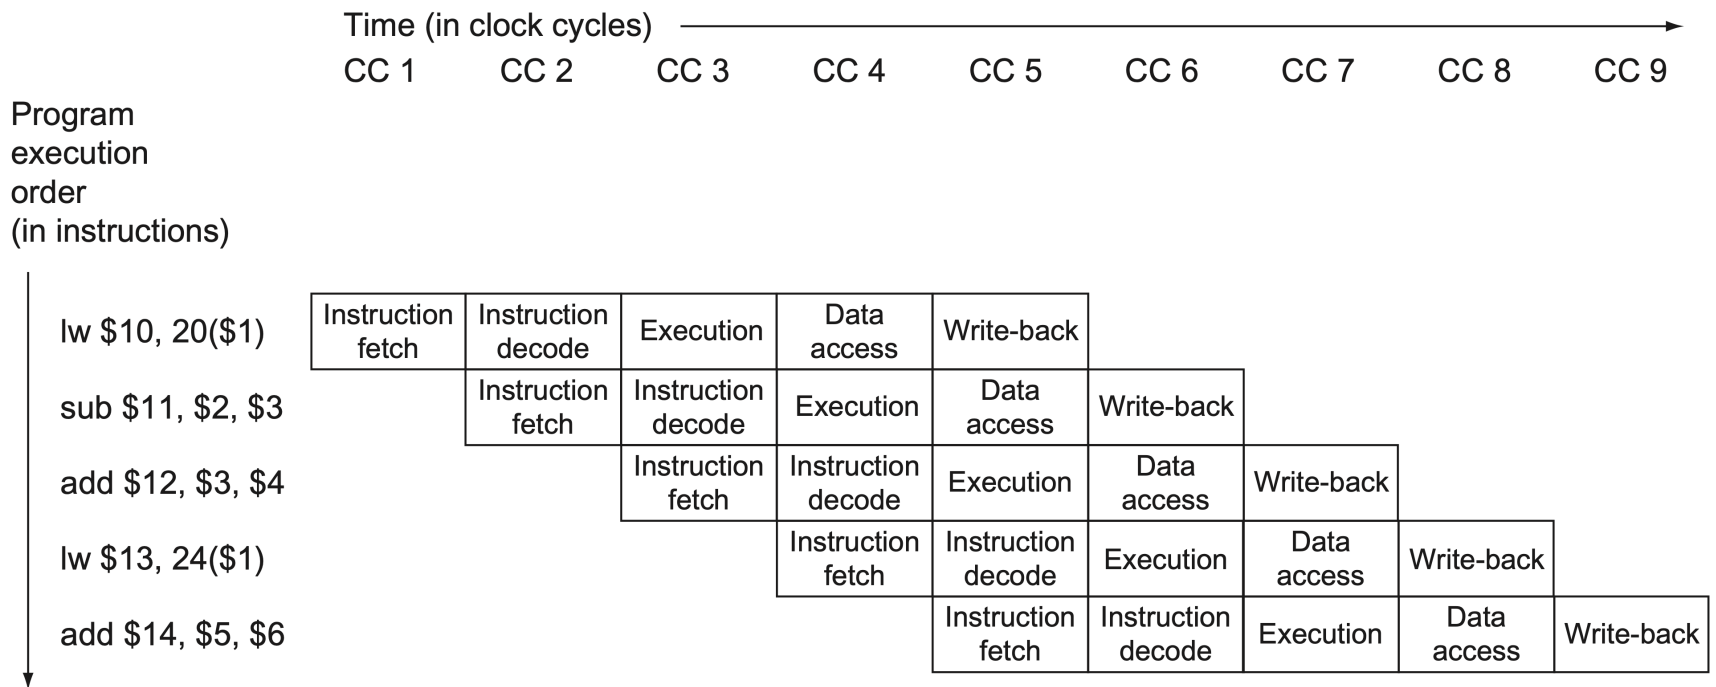 Time (in clock cycles)
CC 1 CC 2 CC 3 CC 4 CC 5 CC 6 CC 7 CC 8 CC 9
Program
execution
order
(in instructions)
lw $10, 20($1)
Instruction
fetch
Instruction
decode
Execution
Data
access
Write-back
sub $11, $2, $3
Instruction
fetch
Instruction
decode
Execution
Data
access
Write-back
add $12, $3, $4
Instruction
fetch
Instruction
decode
Execution
Data
access
Write-back
lw $13, 24($1)
Instruction
fetch
Instruction
decode
Execution
Data
access
Write-back
add $14, $5, $6
Instruction
fetch
Instruction
decode
Execution
Data
access
Write-back